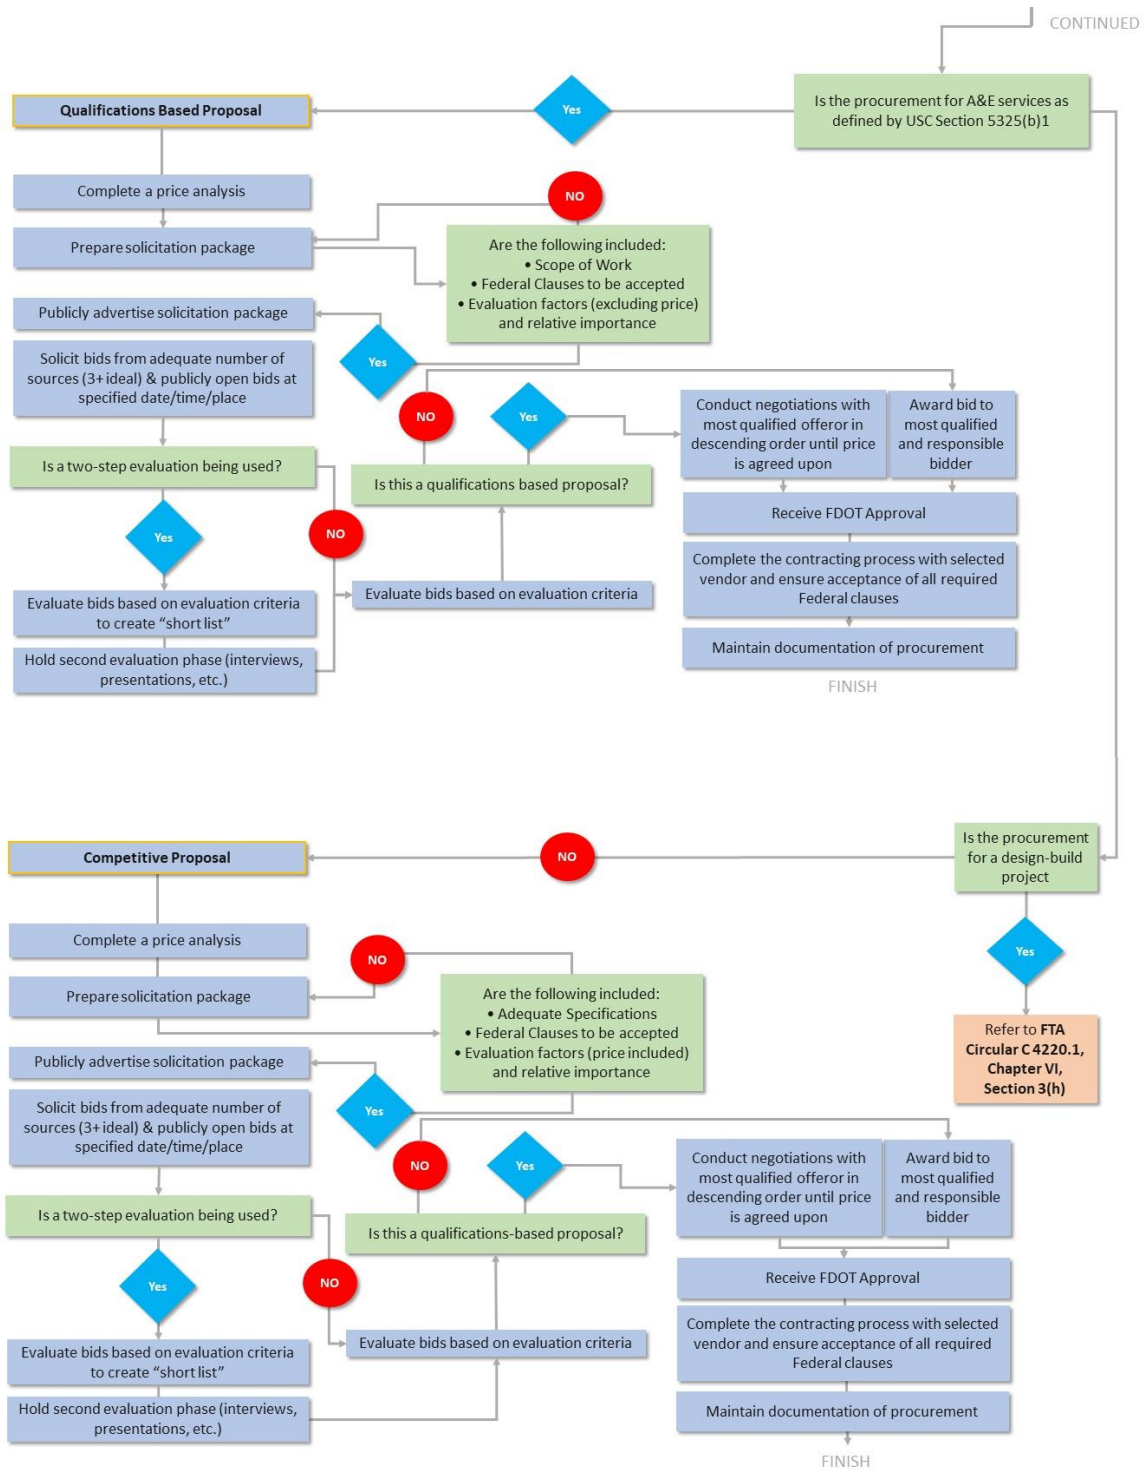 CONTINUED
Is the procurement for A&E services as
defined by USC Section 5325(b)1
Yes
Qualifications Based Proposal
Complete a price analysis
NO
Prepare solicitation package
Are the following included:
• Scope of Work
• Federal Clauses to be accepted
• Evaluation factors (excluding price)
and relative importance
Publicly advertise solicitation package
Yes
Solicit bids from adequate number of
sources (3+ ideal) & publicly open bids at
specified date/time/place
NO
Yes
Conduct negotiations with
most qualified offeror in
descending order until price
is agreed upon
Award bid to
most qualified
and responsible
bidder
Is a two-step evaluation being used?
Is this a qualifications based proposal?
Yes
NO
Receive FDOT Approval
Complete the contracting process with selected
vendor and ensure acceptance of all required
Federal clauses
Evaluate bids based on evaluation criteria
to create “short list”
Evaluate bids based on evaluation criteria
Hold second evaluation phase (interviews,
presentations, etc.)
Maintain documentation of procurement
FINISH
Is the procurement
for a design-build
project
NO
Competitive Proposal
Yes
Refer to FTA
Circular C 4220.1,
Chapter VI,
Section 3(h)
Complete a price analysis
NO
Prepare solicitation package
Are the following included:
• Adequate Specifications
• Federal Clauses to be accepted
• Evaluation factors (price included)
and relative importance
Publicly advertise solicitation package
Yes
Solicit bids from adequate number of
sources (3+ ideal) & publicly open bids at
specified date/time/place
NO
Yes
Conduct negotiations with
most qualified offeror in
descending order until price
is agreed upon
Award bid to
most qualified
and responsible
bidder
Is a two-step evaluation being used?
Is this a qualifications-based proposal?
Yes
NO
Receive FDOT Approval
Complete the contracting process with selected
vendor and ensure acceptance of all required
Federal clauses
Evaluate bids based on evaluation criteria
to create “short list”
Evaluate bids based on evaluation criteria
Hold second evaluation phase (interviews,
presentations, etc.)
Maintain documentation of procurement
FINISH